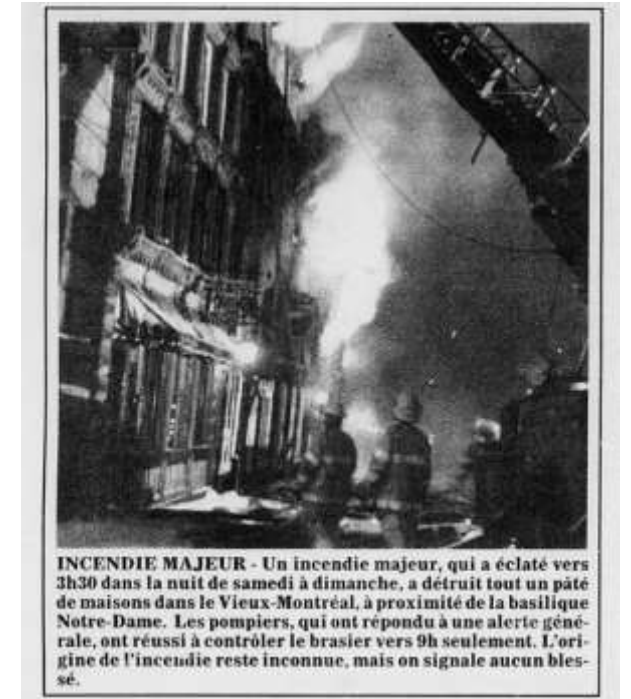 INCENDIE MAJEUR - Un incendie majeur, qui a éclaté vers
3h30 dans la nuit de samedi à dimanche, a détruit tout un pâté
de maisons dans le Vieux-Montréal, à proximité de la basilique
Notre-Dame. Les pompiers, qui ont répondu à une alerte géné-
rale, ont réussi à contrôler le brasier vers 9h seulement. L'ori-
gine de l'incendie reste inconnue, mais on signale aucun bles-
sé.